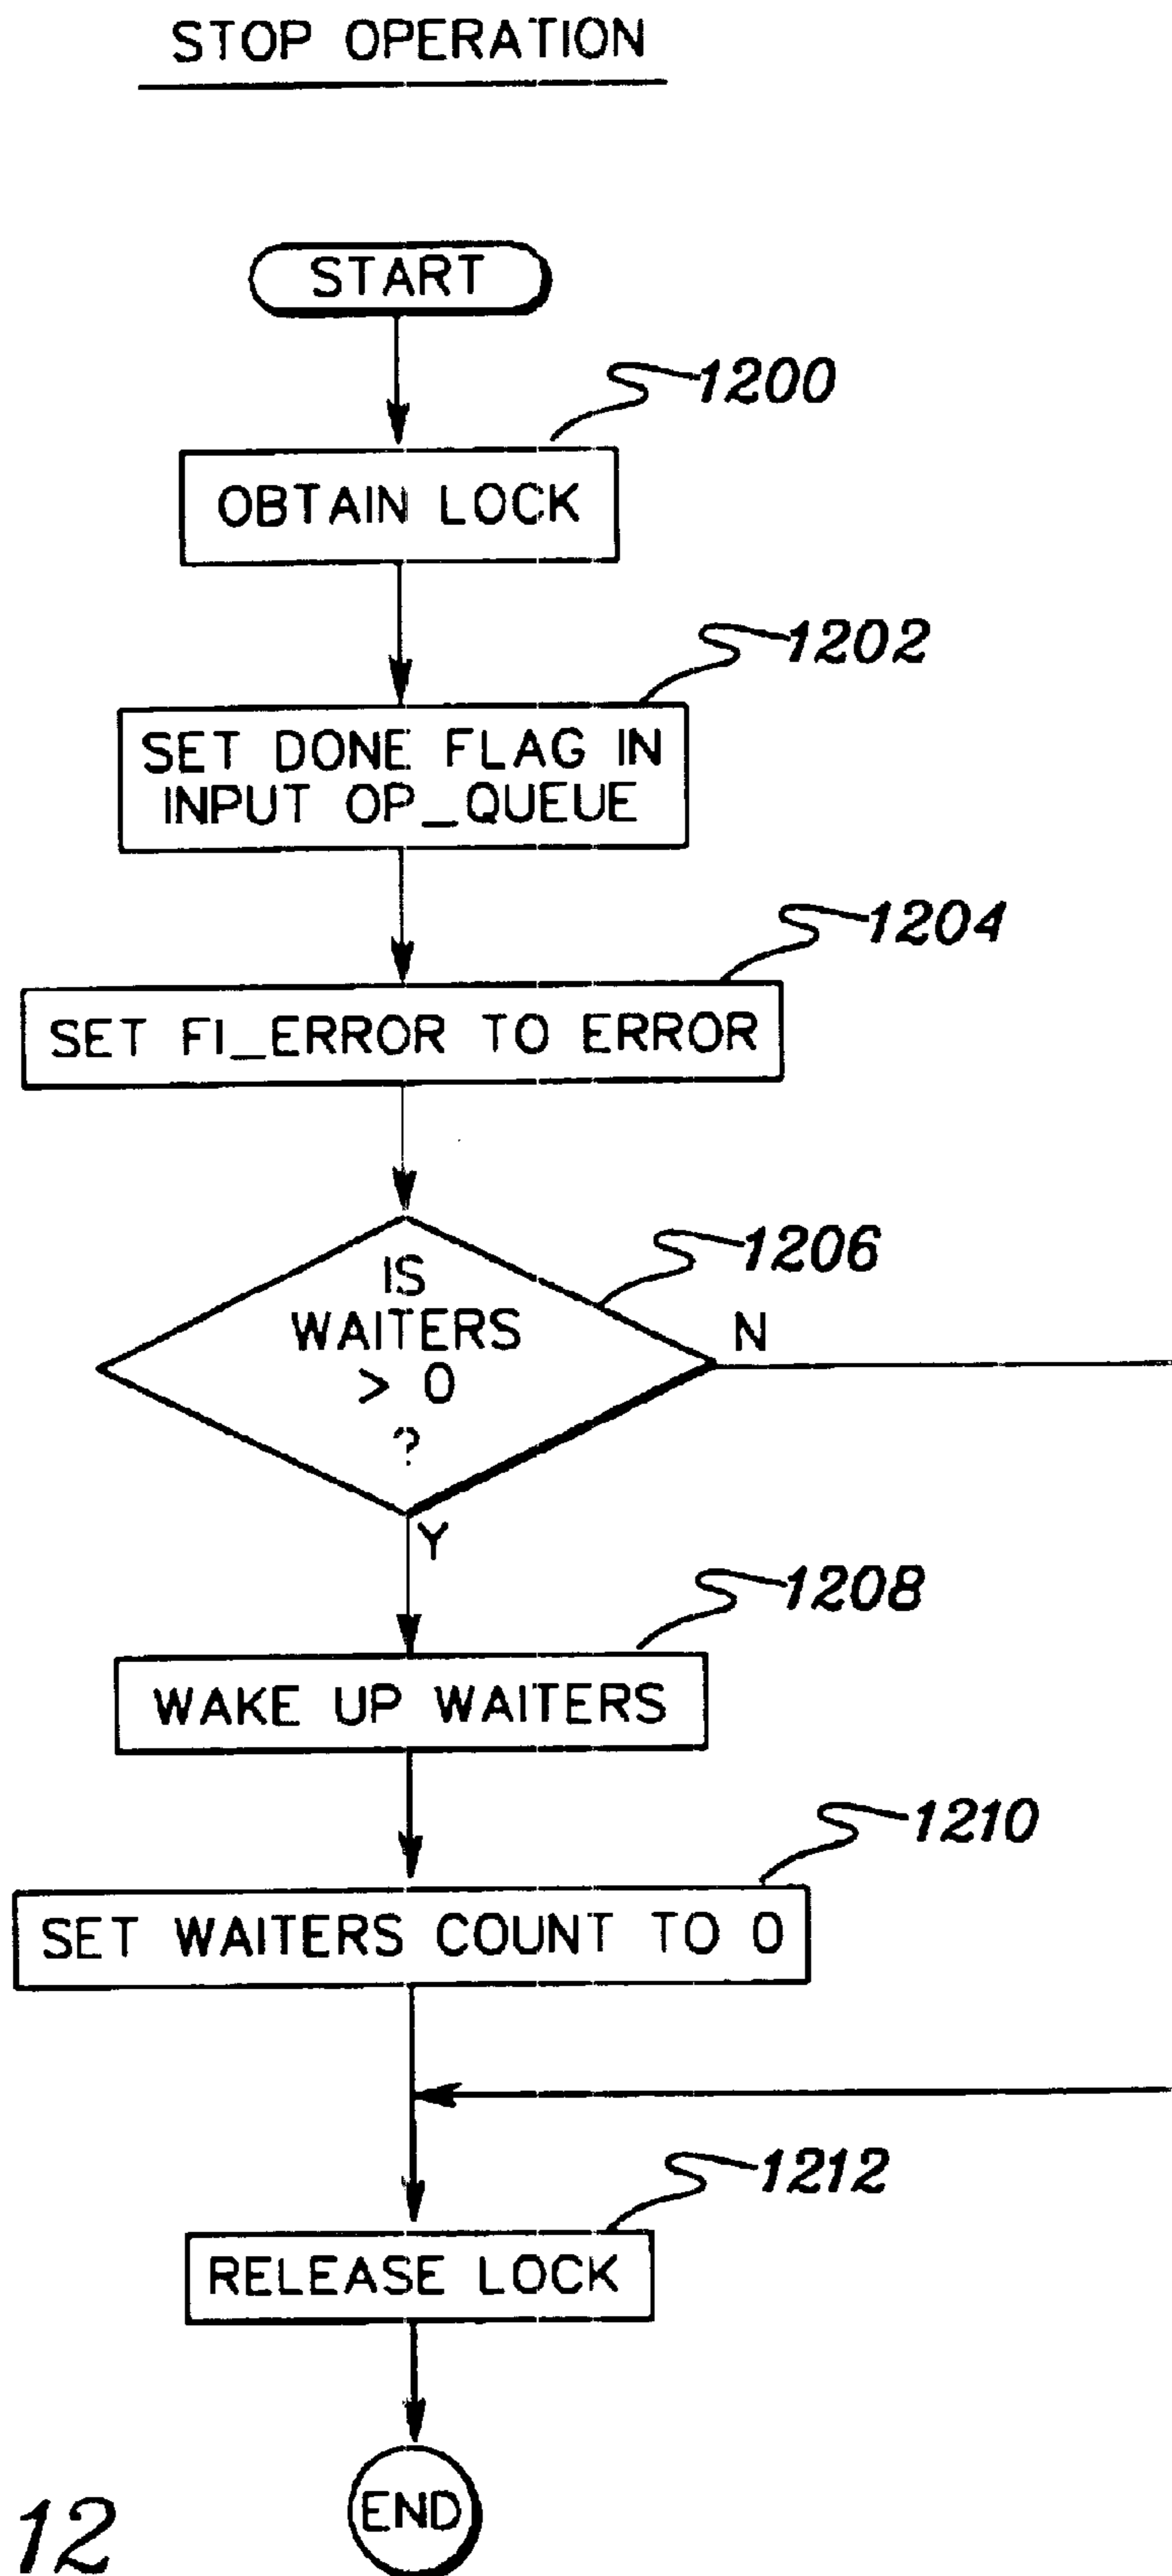 STOP OPERATION
START
1200
OBTAIN LOCK
1202
SET DONE FLAG IN
INPUT OP_QUEUE
1204
SET FI_ERROR TO ERROR
1206
IS
WAITERS
> 0
?
N
Y
1208
WAKE UP WAITERS
1210
SET WAITERS COUNT TO 0
1212
RELEASE LOCK
END
12